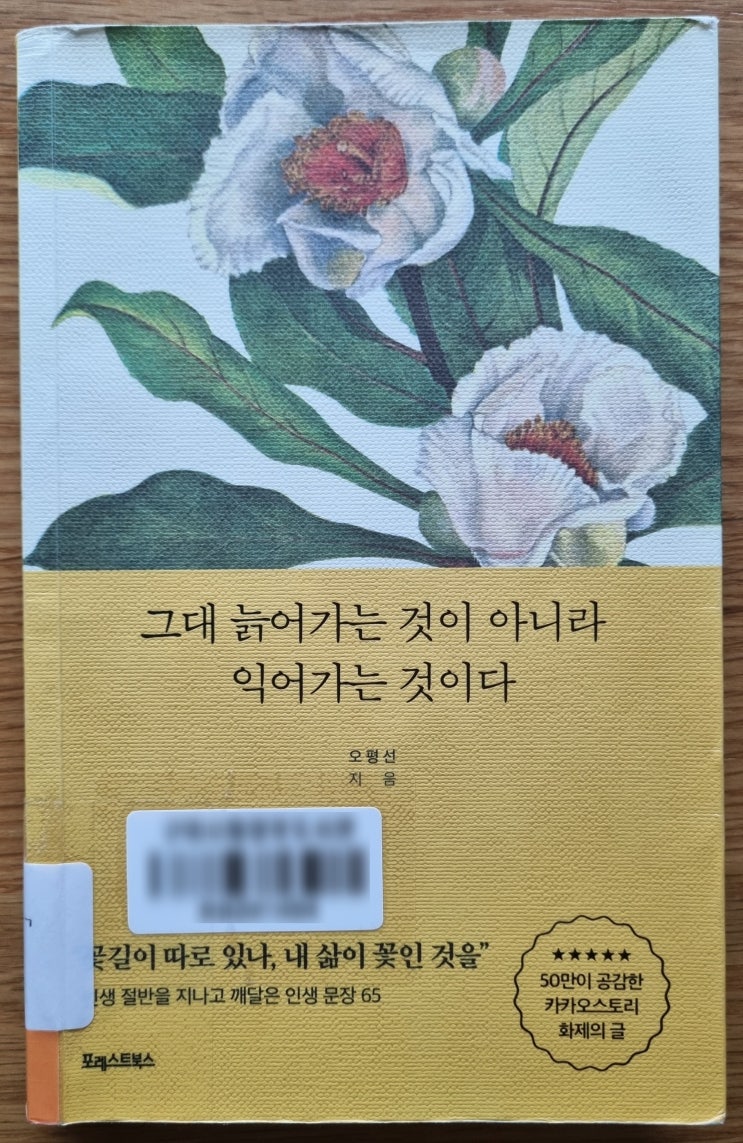 그대 늙어가는 것이 아니라
익어가는 것이다
오평선
지음
꽃길이 따로 있나, 내 삶이 꽃인 것을”
인생 절반을 지나고 깨달은 인생 문장 65
★★★★★
50만이 공감한
카카오스토리
화제의 글
포레스트북스